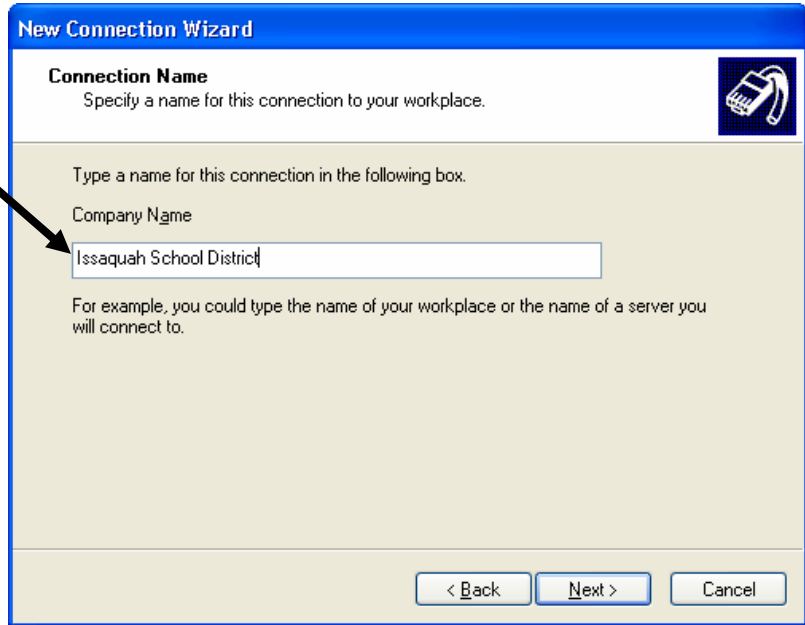 New Connection Wizard
Connection Name
Specify a name for this connection to your workplace.
Type a name for this connection in the following box.
Company Name
Issaquah School District
For example, you could type the name of your workplace or the name of a server you
will connect to.
< Back Next > Cancel